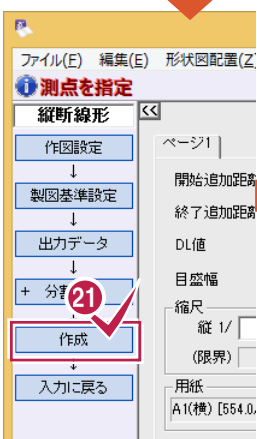 ファイル(F) 編集(E) 形状図配置(Z)
測点を指定
縦断線形
<<
作図設定
↓
製図基準設定
↓
出力データ
↓
+ 分
21
作成
入力に戻る
ページ1
開始追加距離
終了追加距離
DL値
目盛幅
縮尺
縦 1/
(限界)
用紙
A1(横) [554.0